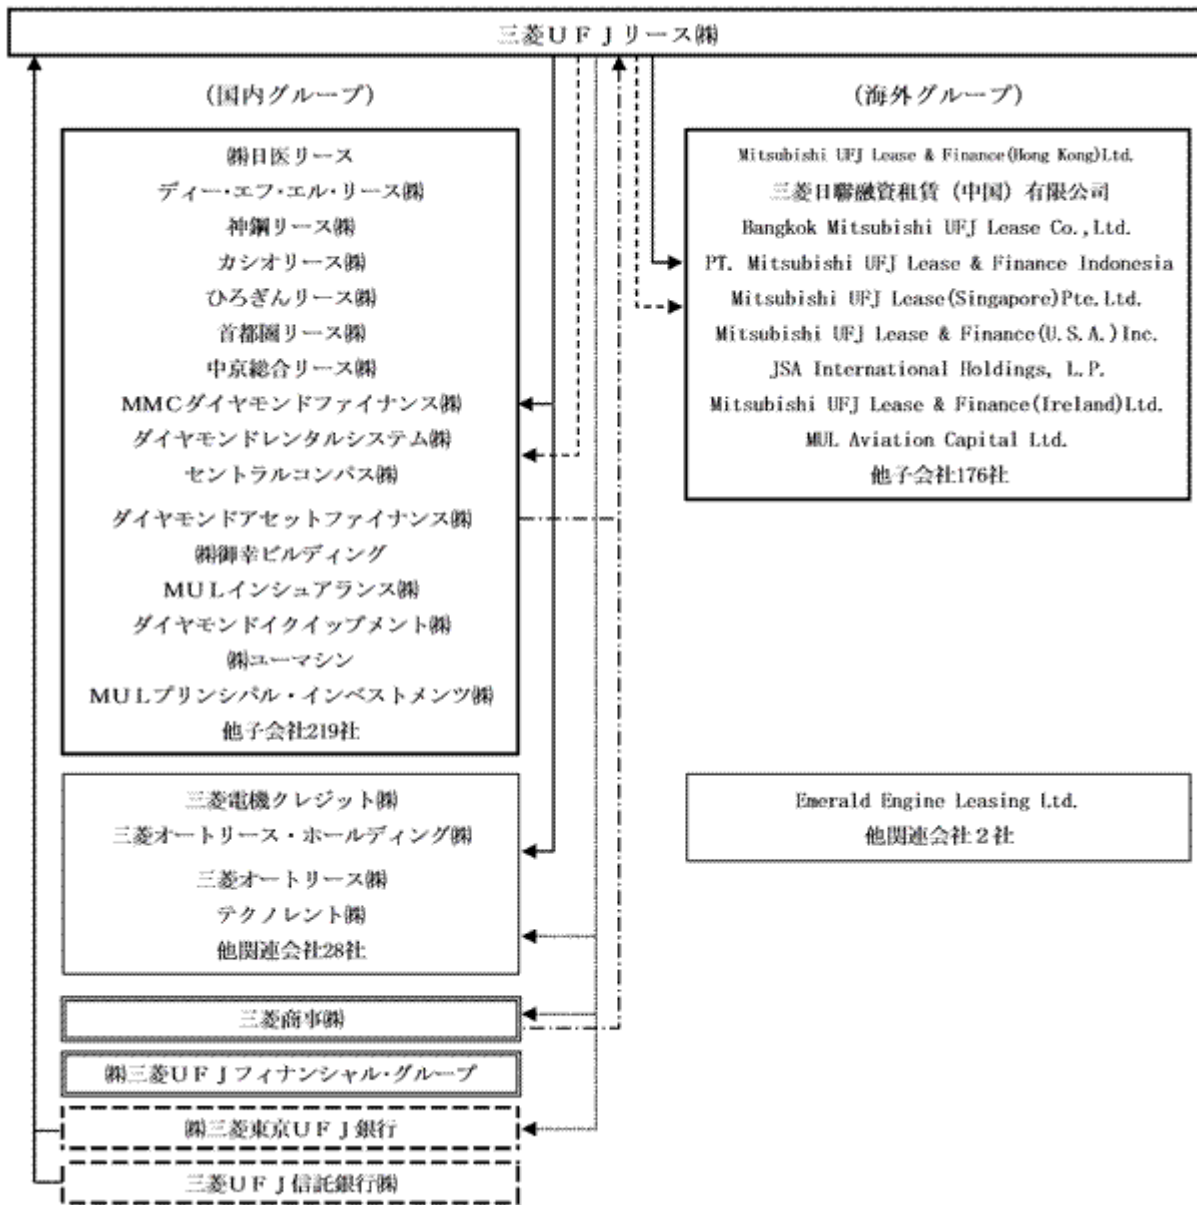 三菱ＵＦＪリース㈱
（国内グループ）
㈱日医リース
ディー・エフ・エル・リース㈱
神鋼リース㈱
カシオリース㈱
ひろぎんリース㈱
首都圏リース㈱
中京総合リース㈱
ＭＭＣダイヤモンドファイナンス㈱
ダイヤモンドレンタルシステム㈱
セントラルコンパス㈱
ダイヤモンドアセットファイナンス㈱
㈱御幸ビルディング
ＭＵＬインシュアランス㈱
ダイヤモンドイクイップメント㈱
㈱ユーマシン
ＭＵＬプリンシパル・インベストメンツ㈱
他子会社219社
三菱電機クレジット㈱
三菱オートリース・ホールディング㈱
三菱オートリース㈱
テクノレント㈱
他関連会社28社
三菱商事㈱
㈱三菱ＵＦＪフィナンシャル・グループ
㈱三菱東京ＵＦＪ銀行
三菱ＵＦＪ信託銀行㈱
（海外グループ）
Mitsubishi UFJ Lease & Finance(Hong Kong)Ltd.
三菱日聯融資租賃（中国）有限公司
Bangkok Mitsubishi UFJ Lease Co.,Ltd.
PT. Mitsubishi UFJ Lease & Finance Indonesia
Mitsubishi UFJ Lease(Singapore)Pte.Ltd.
Mitsubishi UFJ Lease & Finance(U.S.A.)Inc.
JSA International Holdings, L.P.
Mitsubishi UFJ Lease & Finance(Ireland)Ltd.
MUL Aviation Capital Ltd.
他子会社176社
Emerald Engine Leasing Ltd.
他関連会社２社